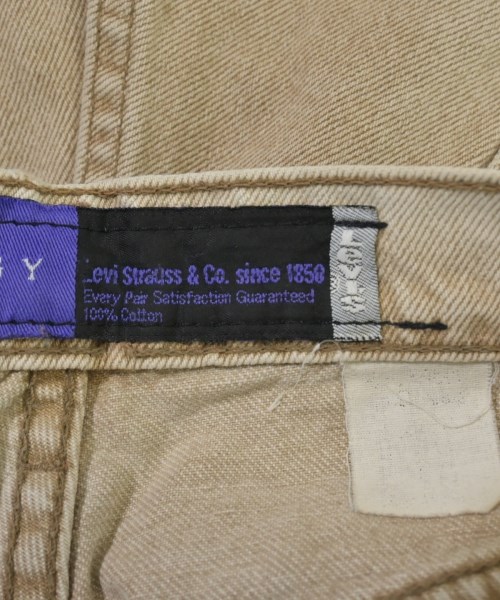 G Y
Levi Strauss & Co. since 1850
Every Pair Satisfaction Guaranteed
100% Cotton
LEVI'S